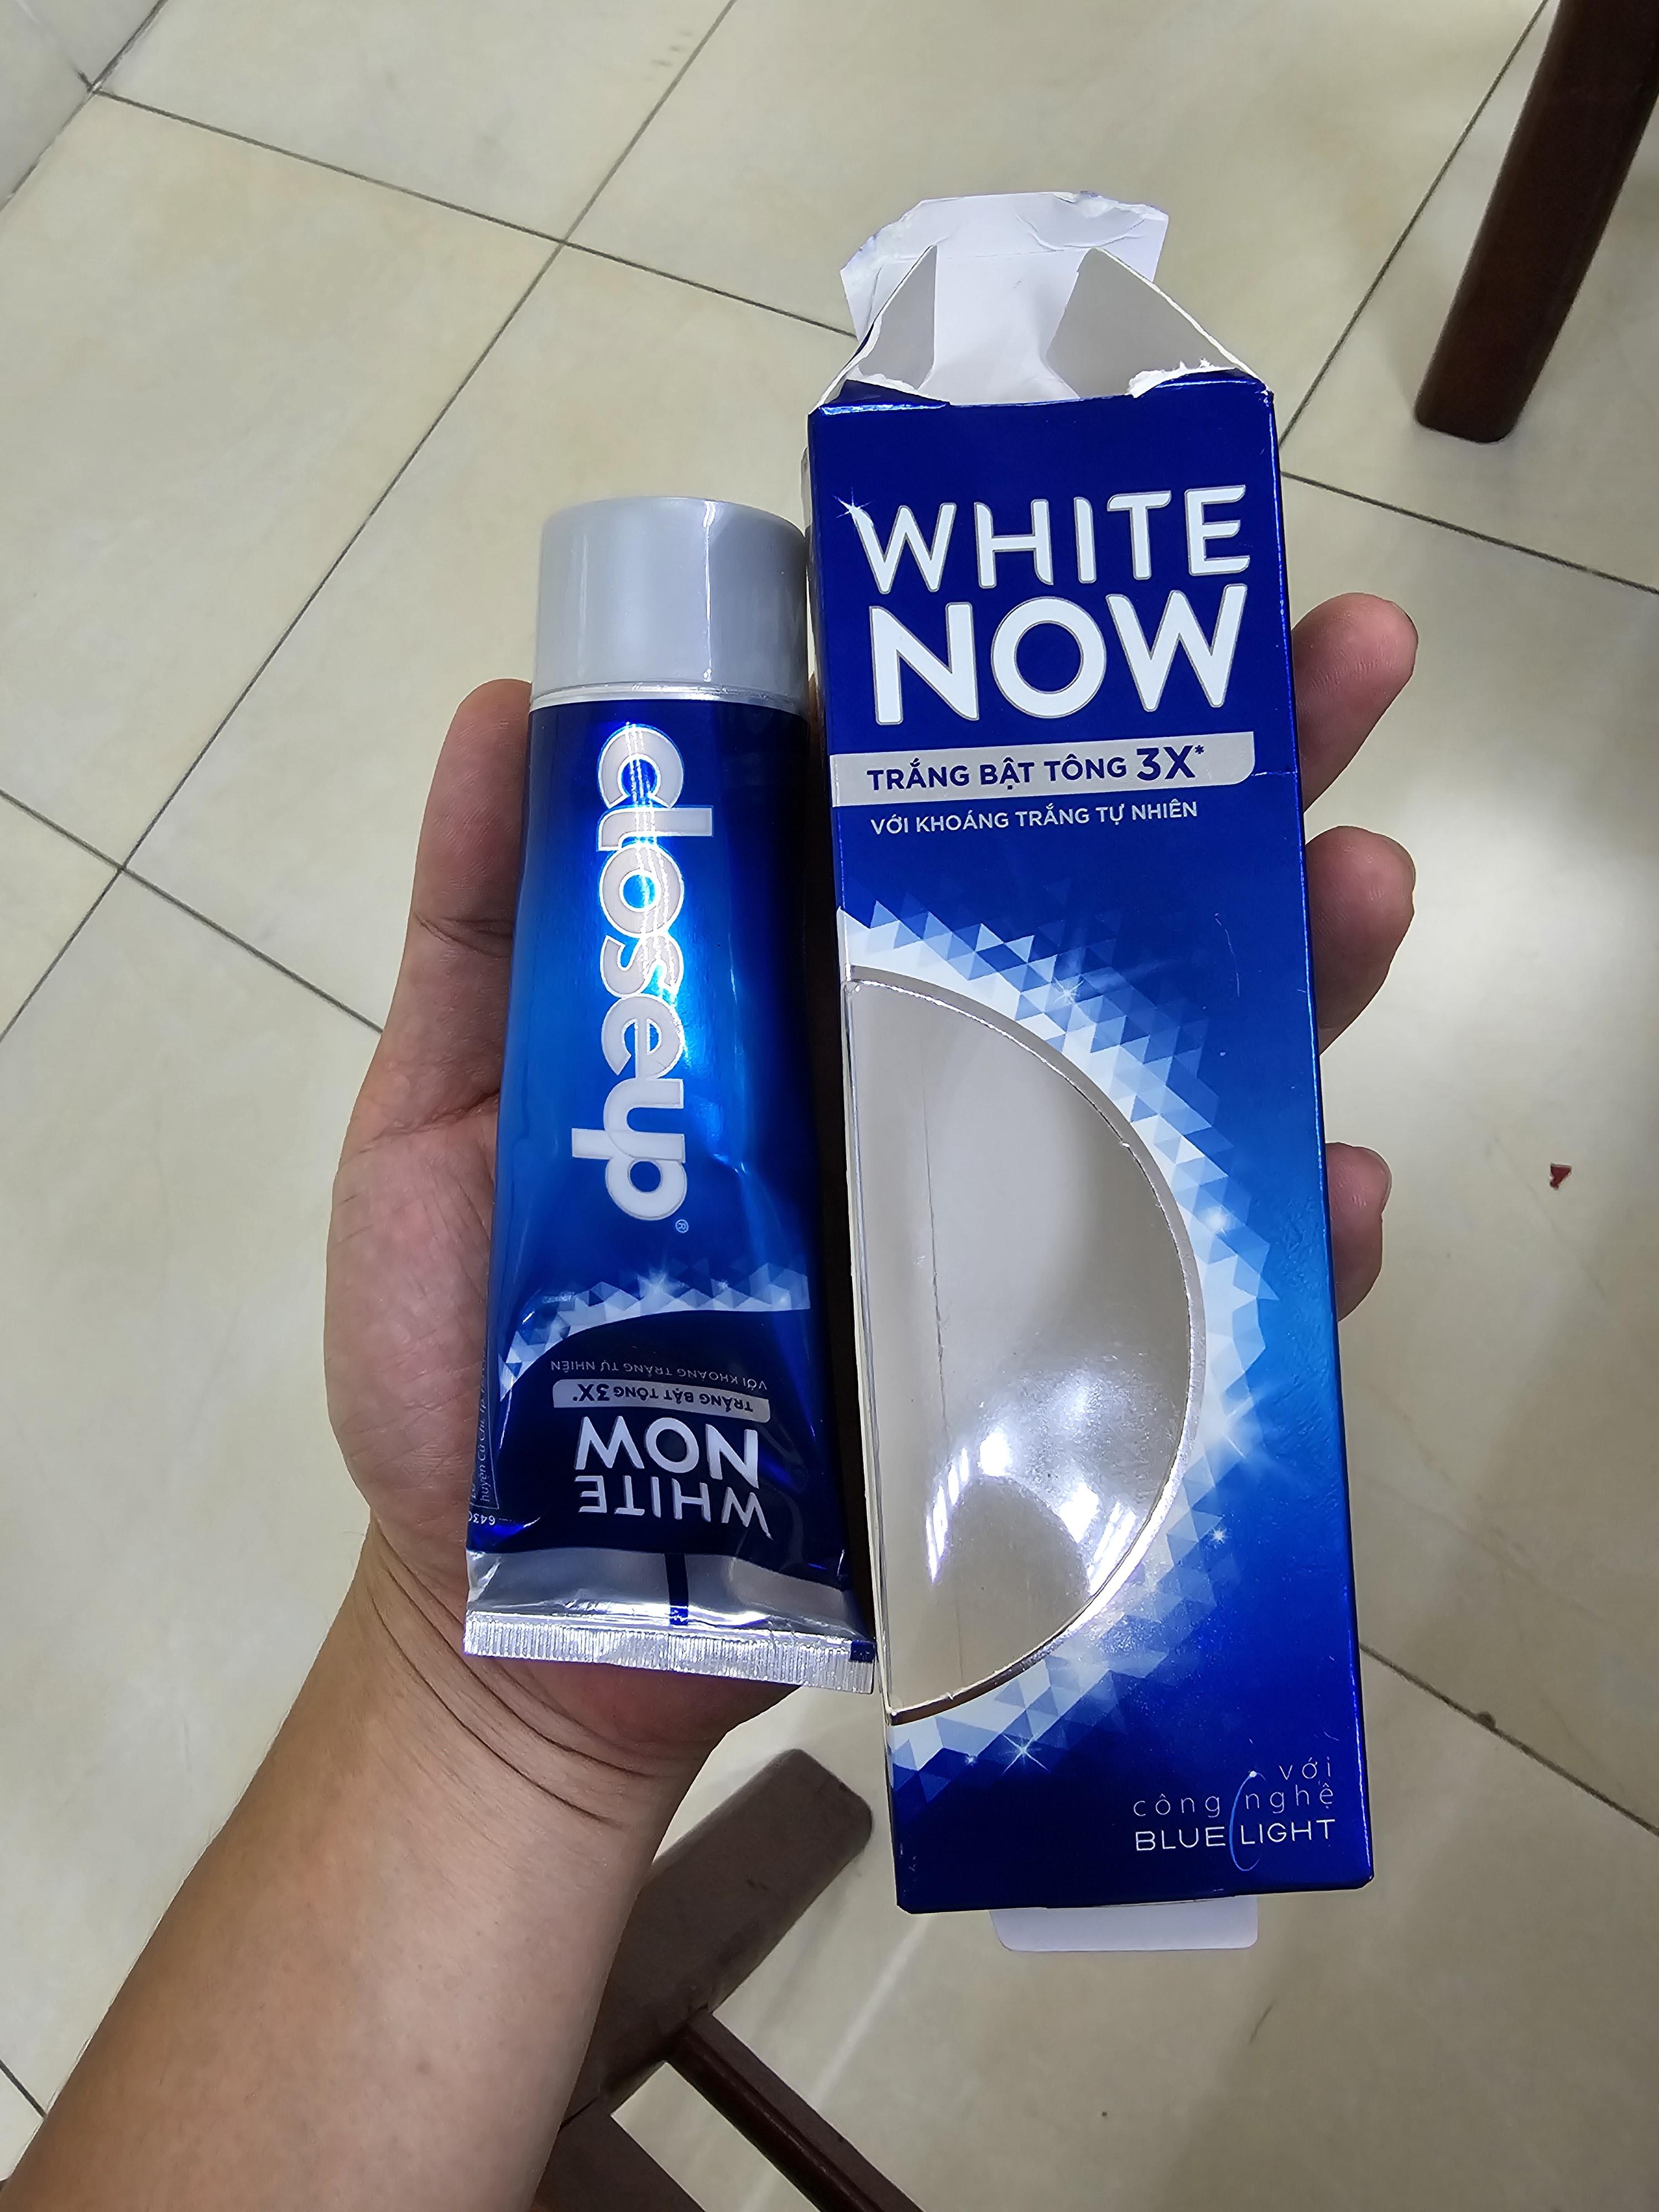 closeup®
VỚI KHOÁNG TRẮNG TỰ NHIÊN
TRẮNG BẬT TÔNG 3X*
WHITE
NOW
WHITE
NOW
TRẮNG BẬT TÔNG 3X*
VỚI KHOÁNG TRẮNG TỰ NHIÊN
với
công nghệ
BLUE LIGHT